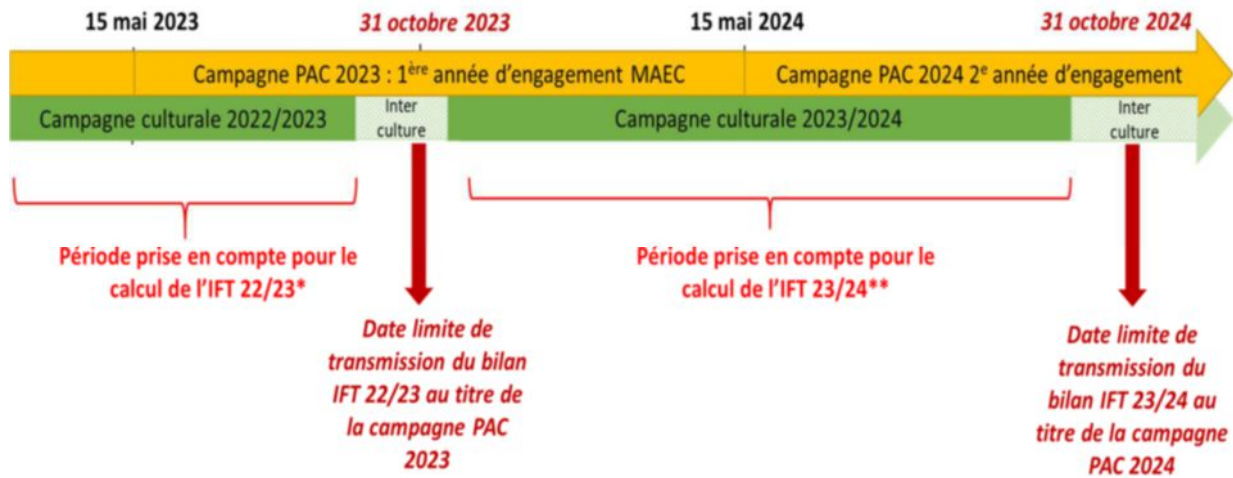 15 mai 2023
31 octobre 2023
15 mai 2024
31 octobre 2024
Campagne PAC 2023 : 1ère année d'engagement MAEC
Campagne PAC 2024 2e année d'engagement
Campagne culturale 2022/2023
Inter
culture
Campagne culturale 2023/2024
Inter
culture
Période prise en compte pour le
calcul de l'IFT 22/23*
Période prise en compte pour le
calcul de l'IFT 23/24**
Date limite de
transmission du bilan
IFT 22/23 au titre de
la campagne PAC
2023
Date limite de
transmission du
bilan IFT 23/24 au
titre de la campagne
PAC 2024